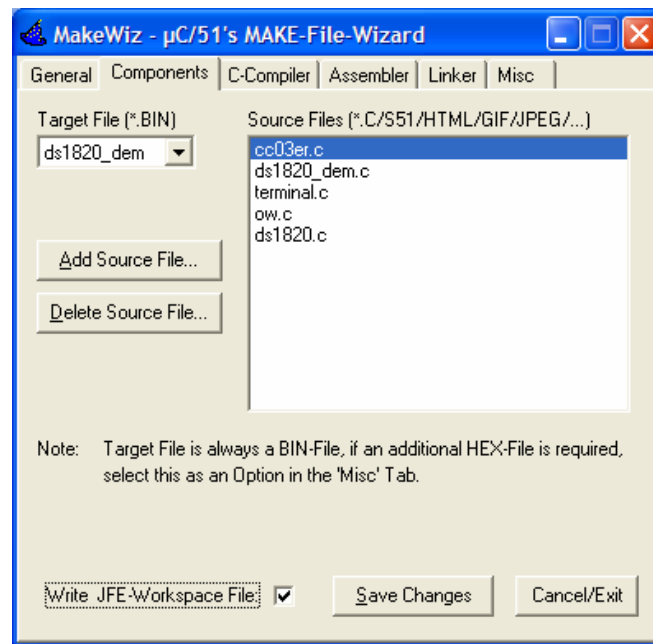 MakeWiz - µC/51's MAKE-File-Wizard
General Components C-Compiler Assembler Linker Misc
Target File (*.BIN)
Source Files (*.C/S51/HTML/GIF/JPEG/...)
ds1820_dem
cc03er.c
ds1820_dem.c
terminal.c
ow.c
ds1820.c
Add Source File...
Delete Source File...
Note: Target File is always a BIN-File, if an additional HEX-File is required,
select this as an Option in the 'Misc' Tab.
Write JFE-Workspace File:
Save Changes
Cancel/Exit